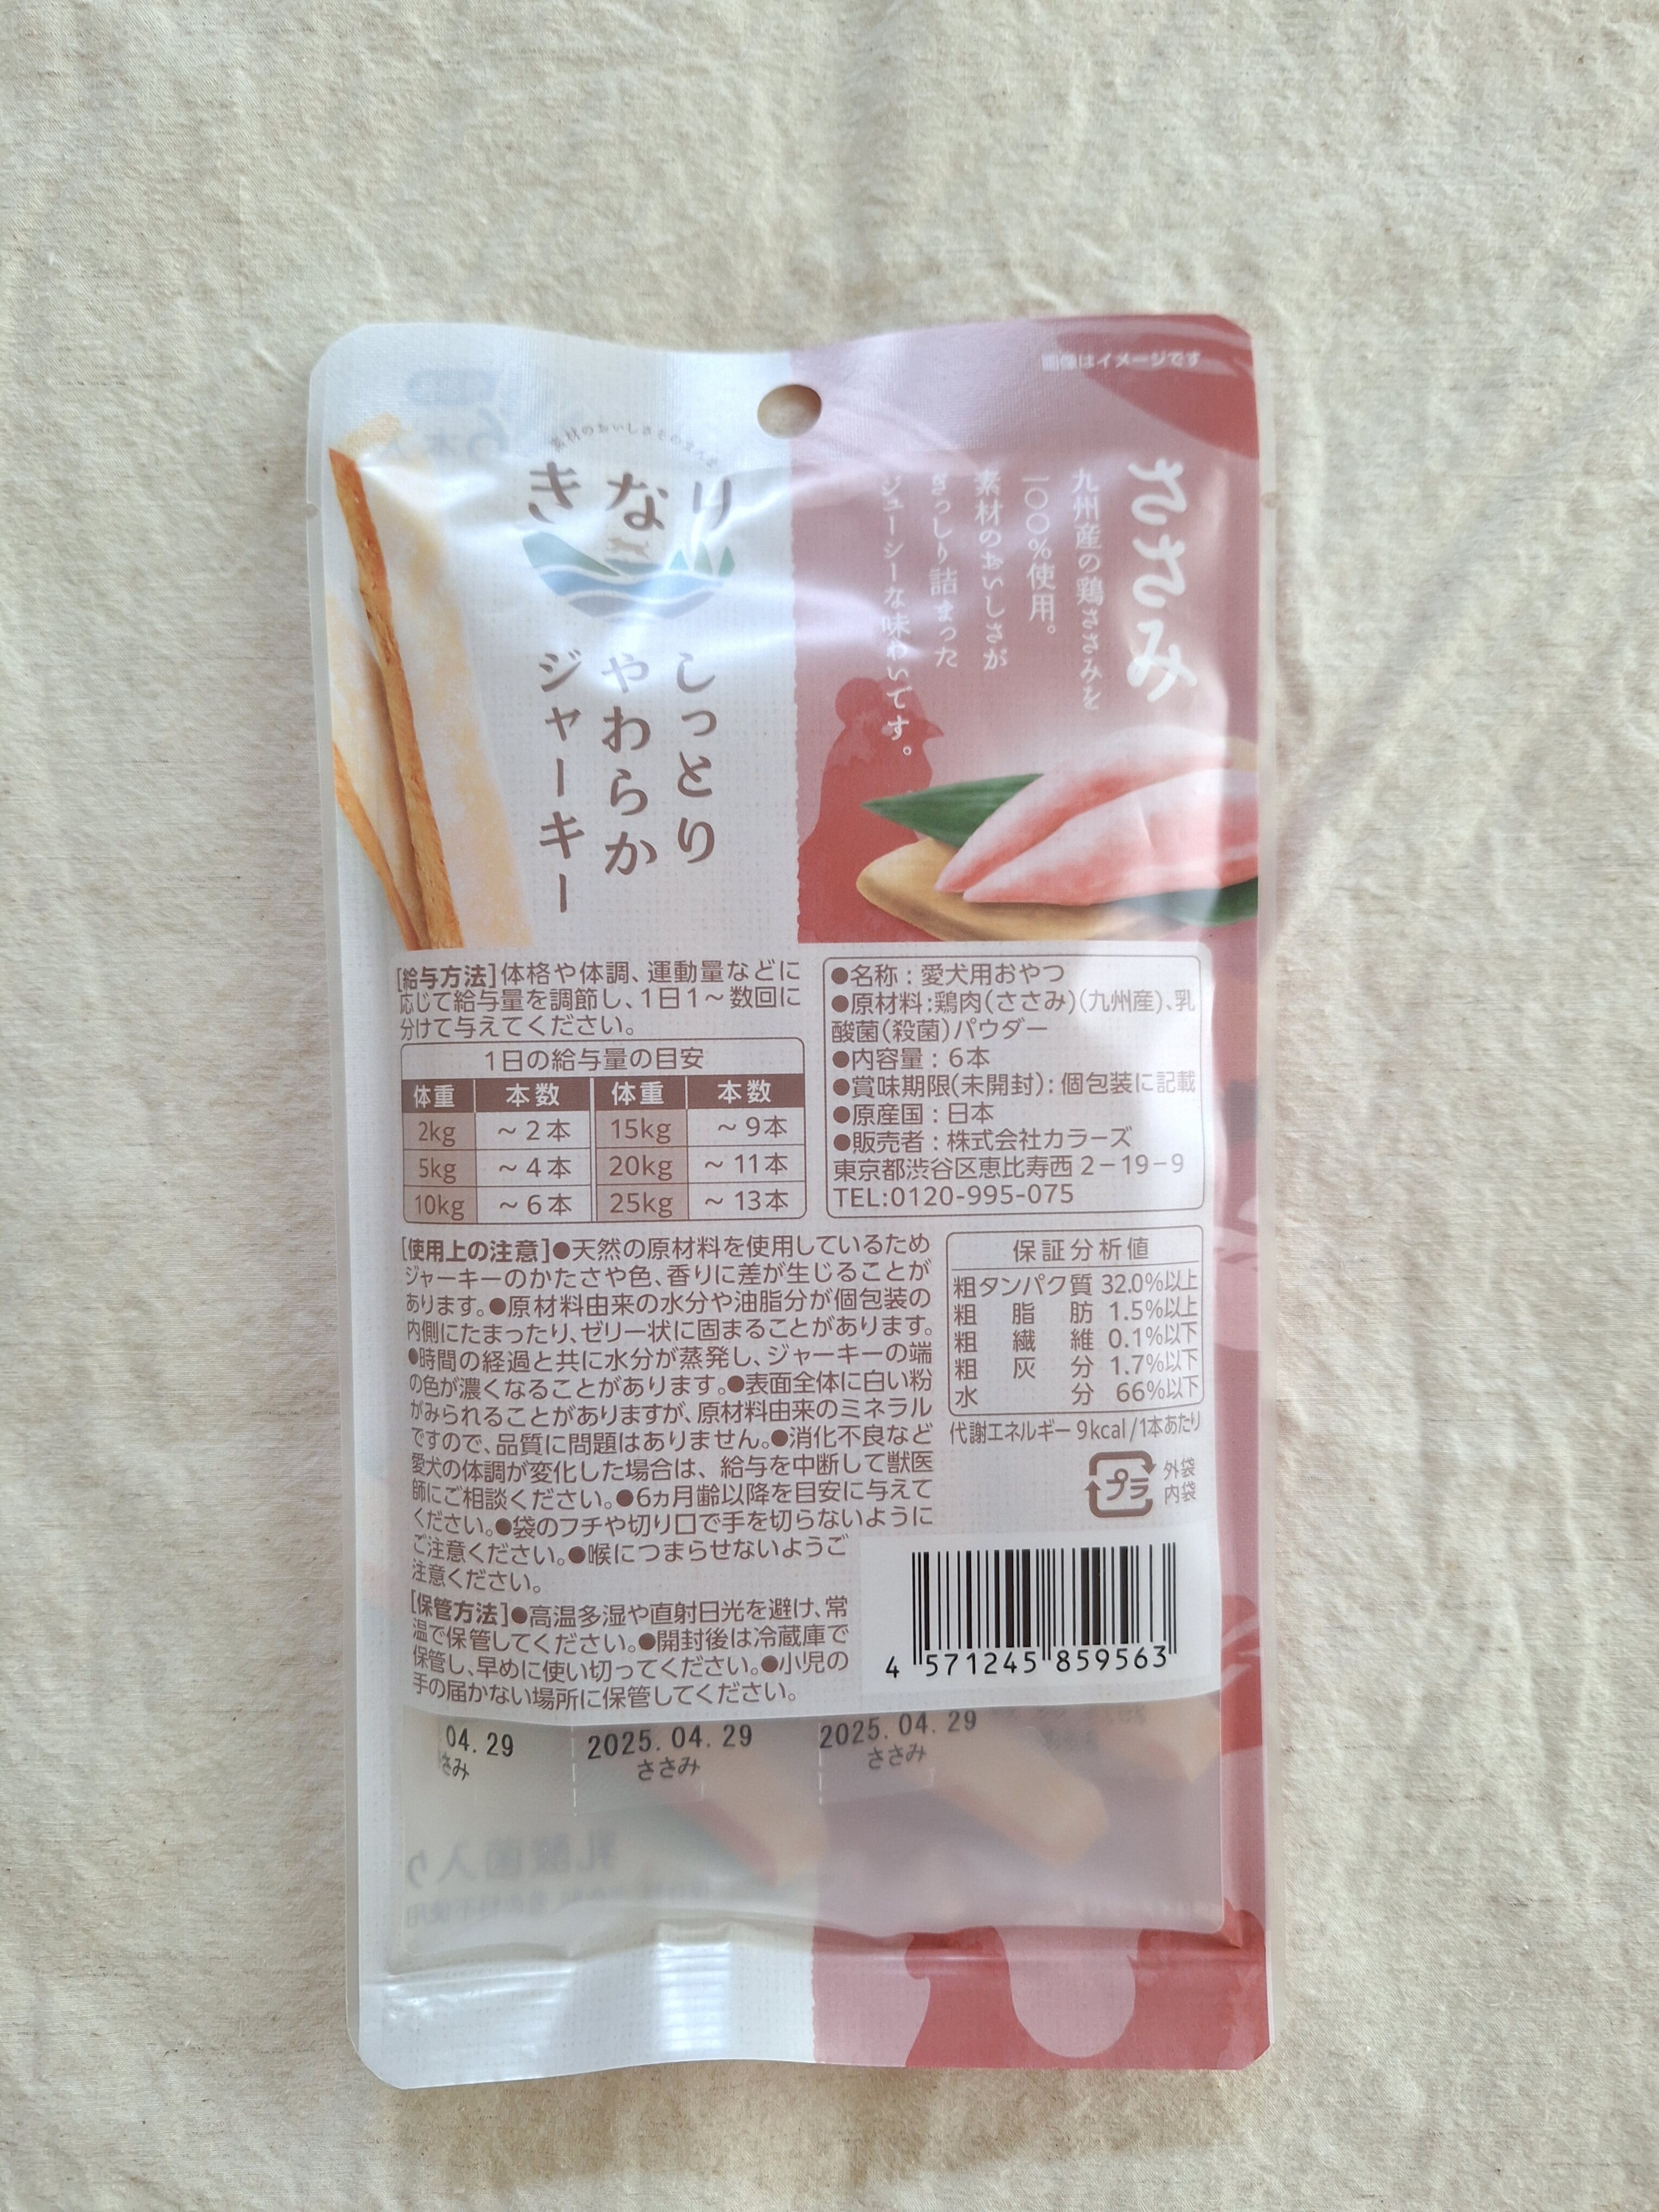 画像はイメージです
素材のおいしさそのまんま
きなり
しっとり
やわらか
ジャーキー
ささみ
九州産の鶏ささみを
一〇〇%使用。
素材のおいしさが
ぎっしり詰まった
ジューシーな味わいです。
[給与方法]体格や体調、運動量などに
応じて給与量を調節し、1日1～数回に
分けて与えてください。
1日の給与量の目安
体重 本数 体重 本数
2kg ～2本 15kg ～9本
5kg ～4本 20kg ～11本
10kg ～6本 25kg ～13本
●名称：愛犬用おやつ
●原材料：鶏肉(ささみ)(九州産)、乳
酸菌(殺菌)パウダー
●内容量：6本
●賞味期限(未開封)：個包装に記載
●原産国：日本
●販売者：株式会社カラーズ
東京都渋谷区恵比寿西2－19－9
TEL:0120-995-075
[使用上の注意]●天然の原材料を使用しているため
ジャーキーのかたさや色、香りに差が生じることが
あります。●原材料由来の水分や油脂分が個包装の
内側にたまったり、ゼリー状に固まることがあります。
●時間の経過と共に水分が蒸発し、ジャーキーの端
の色が濃くなることがあります。●表面全体に白い粉
がみられることがありますが、原材料由来のミネラル
ですので、品質に問題はありません。●消化不良など
愛犬の体調が変化した場合は、給与を中断して獣医
師にご相談ください。●6ヵ月齢以降を目安に与えて
ください。●袋のフチや切り口で手を切らないように
ご注意ください。●喉につまらせないようご
注意ください。
[保管方法]●高温多湿や直射日光を避け、常
温で保管してください。●開封後は冷蔵庫で
保管し、早めに使い切ってください。●小児の
手の届かない場所に保管してください。
保証分析値
粗タンパク質 32.0%以上
粗脂肪 1.5%以上
粗繊維 0.1%以下
粗灰分 1.7%以下
水分 66%以下
代謝エネルギー 9kcal/1本あたり
プラ
外袋
内袋
4 571245 859563
04.29 2025.04.29 2025.04.29
さみ ささみ ささみ